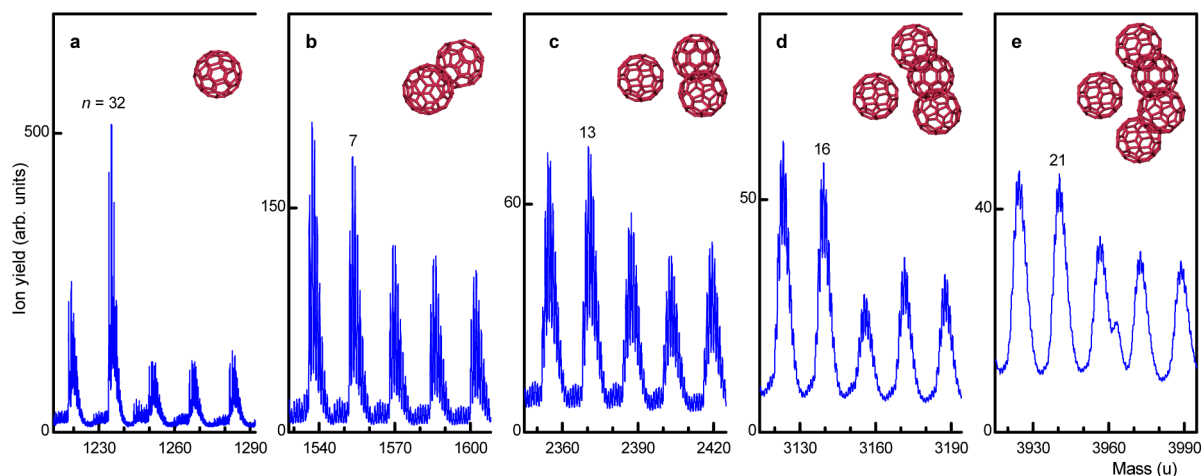 a
b
c
d
e
n = 32
7
13
16
21
Ion yield (arb. units)
500
0
150
0
60
0
50
0
40
0
1230 1260 1290
1540 1570 1600
2360 2390 2420
3130 3160 3190
3930 3960 3990
Mass (u)